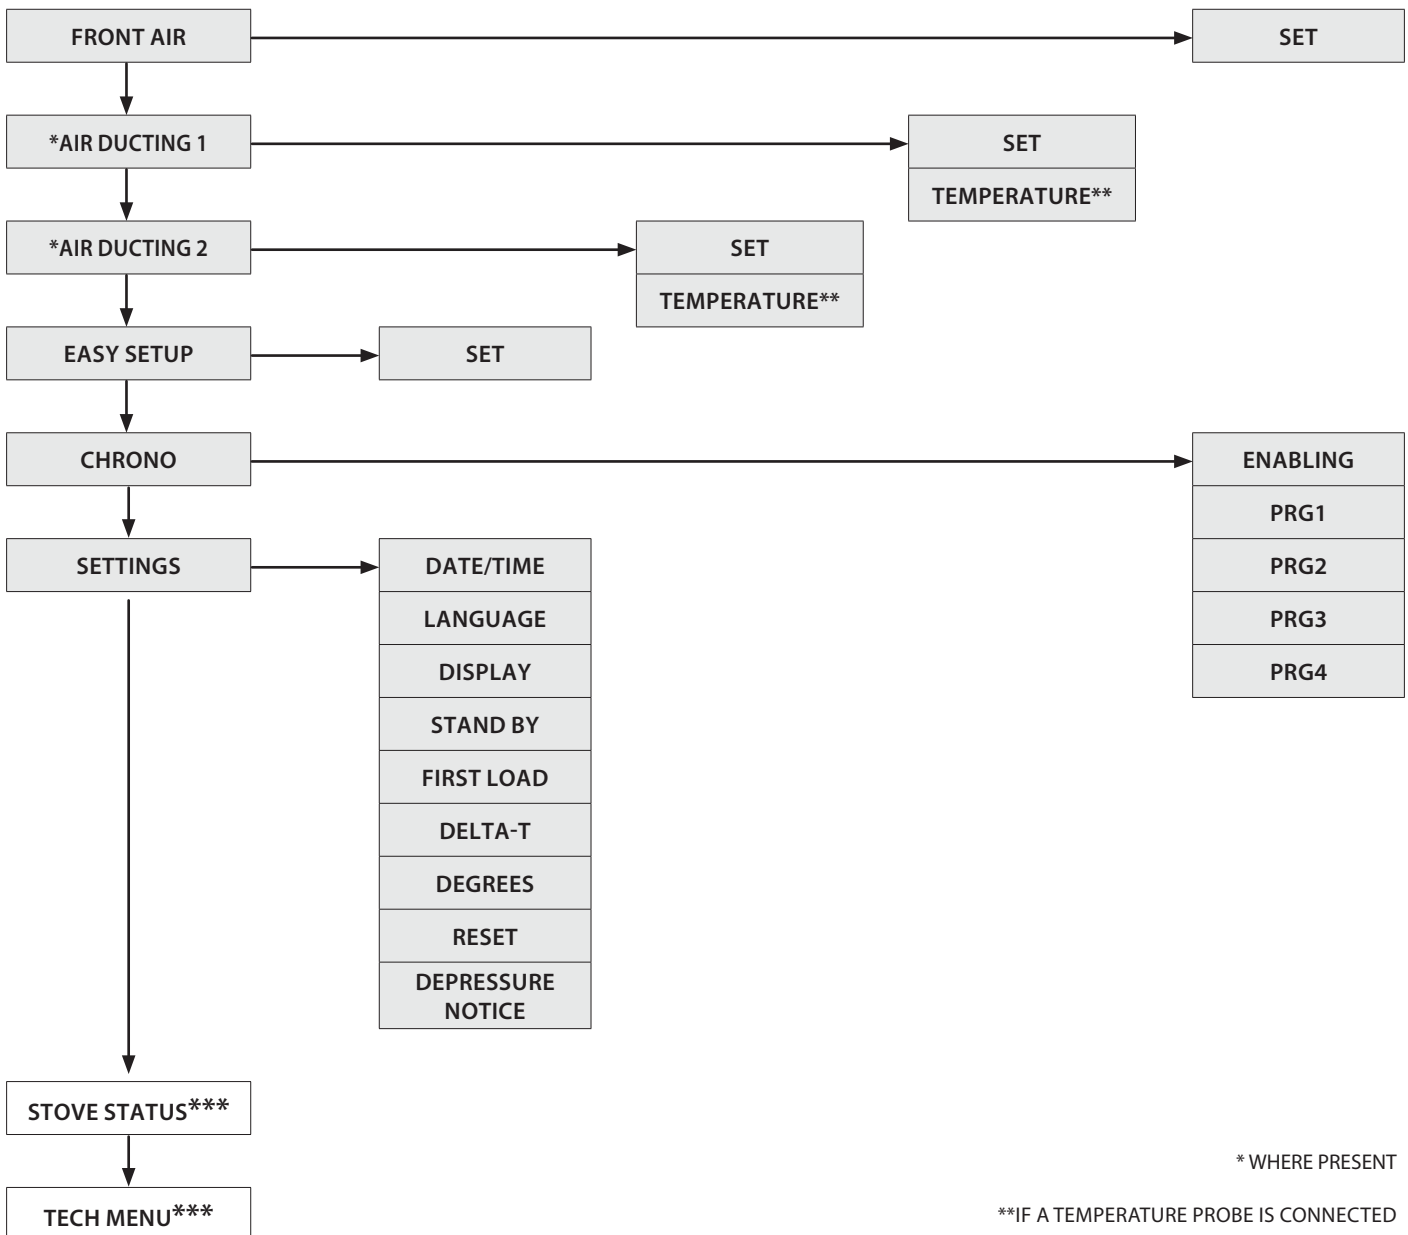 FRONT AIR
SET
*AIR DUCTING 1
SET
TEMPERATURE**
*AIR DUCTING 2
SET
TEMPERATURE**
EASY SETUP
SET
CHRONO
ENABLING
PRG1
PRG2
PRG3
PRG4
SETTINGS
DATE/TIME
LANGUAGE
DISPLAY
STAND BY
FIRST LOAD
DELTA-T
DEGREES
RESET
DEPRESSURE
NOTICE
STOVE STATUS***
TECH MENU***
* WHERE PRESENT
**IF A TEMPERATURE PROBE IS CONNECTED